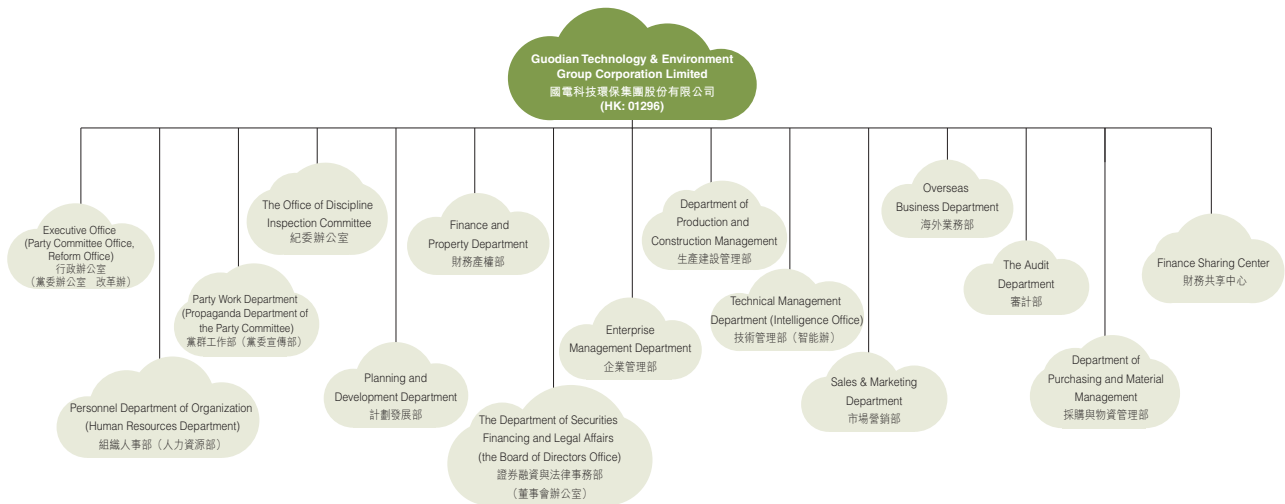 Guodian Technology & Environment
Group Corporation Limited
國電科技環保集團股份有限公司
(HK: 01296)
Executive Office
(Party Committee Office,
Reform Office)
行政辦公室
（黨委辦公室 改革辦）
Personnel Department of Organization
(Human Resources Department)
組織人事部（人力資源部）
Party Work Department
(Propaganda Department of
the Party Committee)
黨群工作部（黨委宣傳部）
The Office of Discipline
Inspection Committee
紀委辦公室
Planning and
Development Department
計劃發展部
Finance and
Property Department
財務產權部
The Department of Securities
Financing and Legal Affairs
(the Board of Directors Office)
證券融資與法律事務部
（董事會辦公室）
Enterprise
Management Department
企業管理部
Department of
Production and
Construction Management
生產建設管理部
Technical Management
Department (Intelligence Office)
技術管理部（智能辦）
Sales & Marketing
Department
市場營銷部
Overseas
Business Department
海外業務部
The Audit
Department
審計部
Department of
Purchasing and Material
Management
採購與物資管理部
Finance Sharing Center
財務共享中心